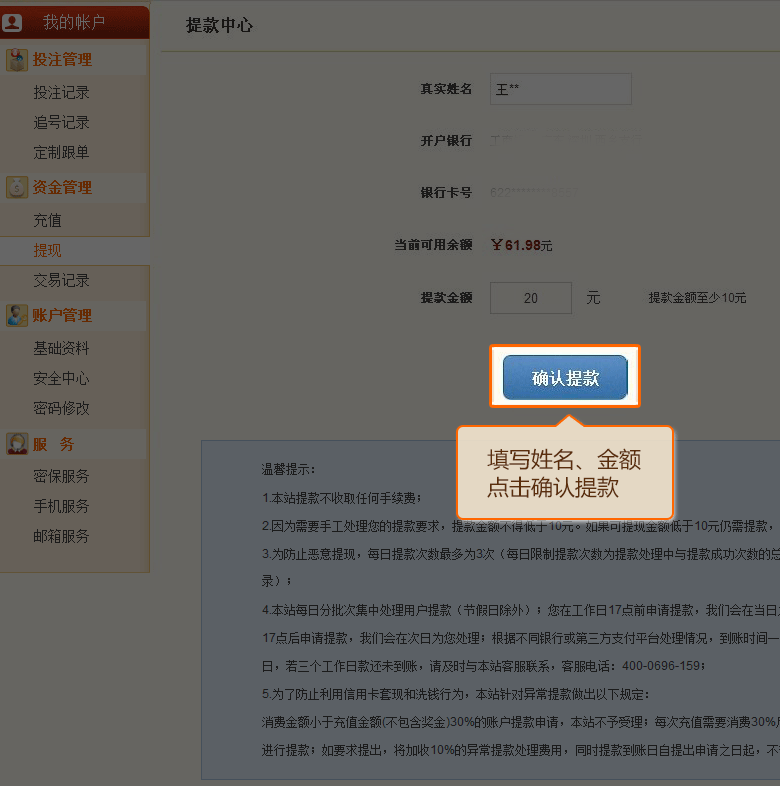 我的帐户
投注管理
投注记录
追号记录
定制跟单
资金管理
充值
提现
交易记录
账户管理
基础资料
安全中心
密码修改
服 务
密保服务
手机服务
邮箱服务
提款中心
真实姓名 王**
开户银行
银行卡号
当前可用余额 ￥61.98元
提款金额 20 元 提款金额至少10元
确认提款
填写姓名、金额
点击确认提款
温馨提示：
1.本站提款不收取任何手续费；
2.因为需要手工处理您的提款要求，提款金额不得低于10元。如果可提现金额低于10元仍需提款，
3.为防止恶意提现，每日提款次数最多为3次（每日限制提款次数为提款处理中与提款成功次数的总
录）；
4.本站每日分批次集中处理用户提款（节假日除外）；您在工作日17点前申请提款，我们会在当日
17点后申请提款，我们会在次日为您处理；根据不同银行或第三方支付平台处理情况，到账时间一
日，若三个工作日款还未到账，请及时与本站客服联系，客服电话：400-0696-159；
5.为了防止利用信用卡套现和洗钱行为，本站针对异常提款做出以下规定：
消费金额小于充值金额(不包含奖金)30%的账户提款申请，本站不予受理；每次充值需要消费30%
进行提款；如要求提出，将加收10%的异常提款处理费用，同时提款到账日自提出申请之日起，不